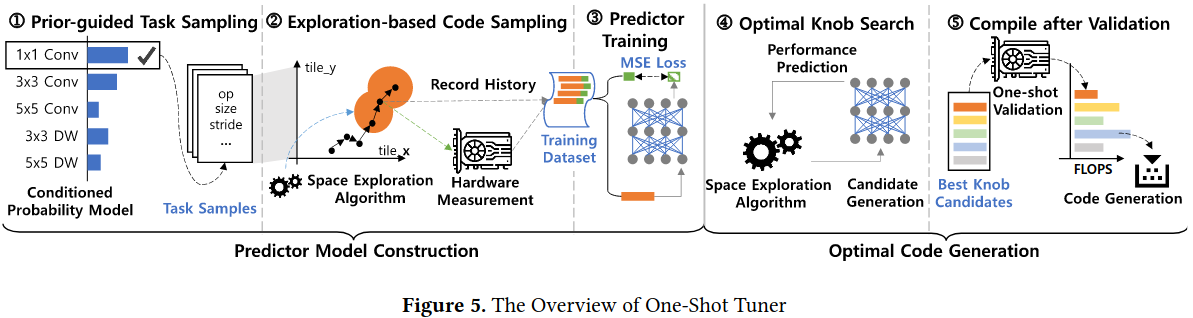 ① Prior-guided Task Sampling
1x1 Conv
3x3 Conv
5x5 Conv
3x3 DW
5x5 DW
Conditioned
Probability Model
op
size
stride
...
Task Samples
② Exploration-based Code Sampling
tile_y
tile_x
Space Exploration
Algorithm
Record History
Hardware
Measurement
Training
Dataset
③ Predictor
Training
MSE Loss
Predictor Model Construction
④ Optimal Knob Search
Performance
Prediction
Space Exploration
Algorithm
Candidate
Generation
⑤ Compile after Validation
One-shot
Validation
Best Knob
Candidates
FLOPS
Code Generation
Optimal Code Generation
Figure 5. The Overview of One-Shot Tuner